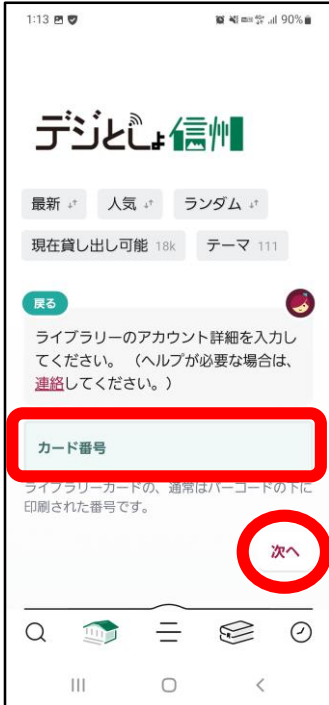 1:13 90%
デジとしょ信州
最新 人気 ランダム
現在貸し出し可能 18k テーマ 111
戻る
ライブラリーのアカウント詳細を入力し
てください。 （ヘルプが必要な場合は、
連絡してください。）
カード番号
ライブラリーカードの、通常はバーコードの下に
印刷された番号です。
次へ